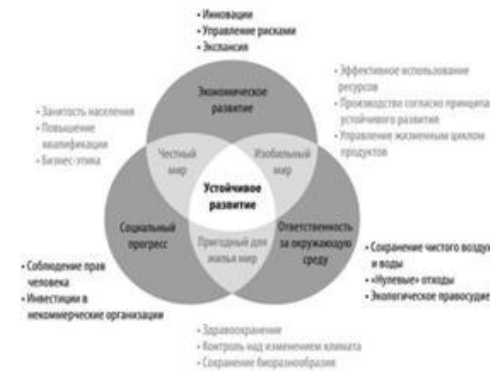 • Инновации
• Управление рисками
• Экспансия
• Эффективное использование
ресурсов
• Производство согласно принципа
устойчивого развития
• Управление жизненным циклом
продуктов
• Занятость населения
• Повышение
квалификации
• Бизнес-этика
Экономическое
развитие
Честный
мир
Изобильный
мир
Устойчивое
развитие
Социальный
прогресс
Пригодный для
жилья мир
Ответственность
за окружающую
среду
• Соблюдение прав
человека
• Инвестиции в
некоммерческие организации
• Сохранение чистого воздух
и воды
• «Нулевые» отходы
• Экологическое правосудие
• Здравоохранение
• Контроль над изменением климата
• Сохранение биоразнообразия